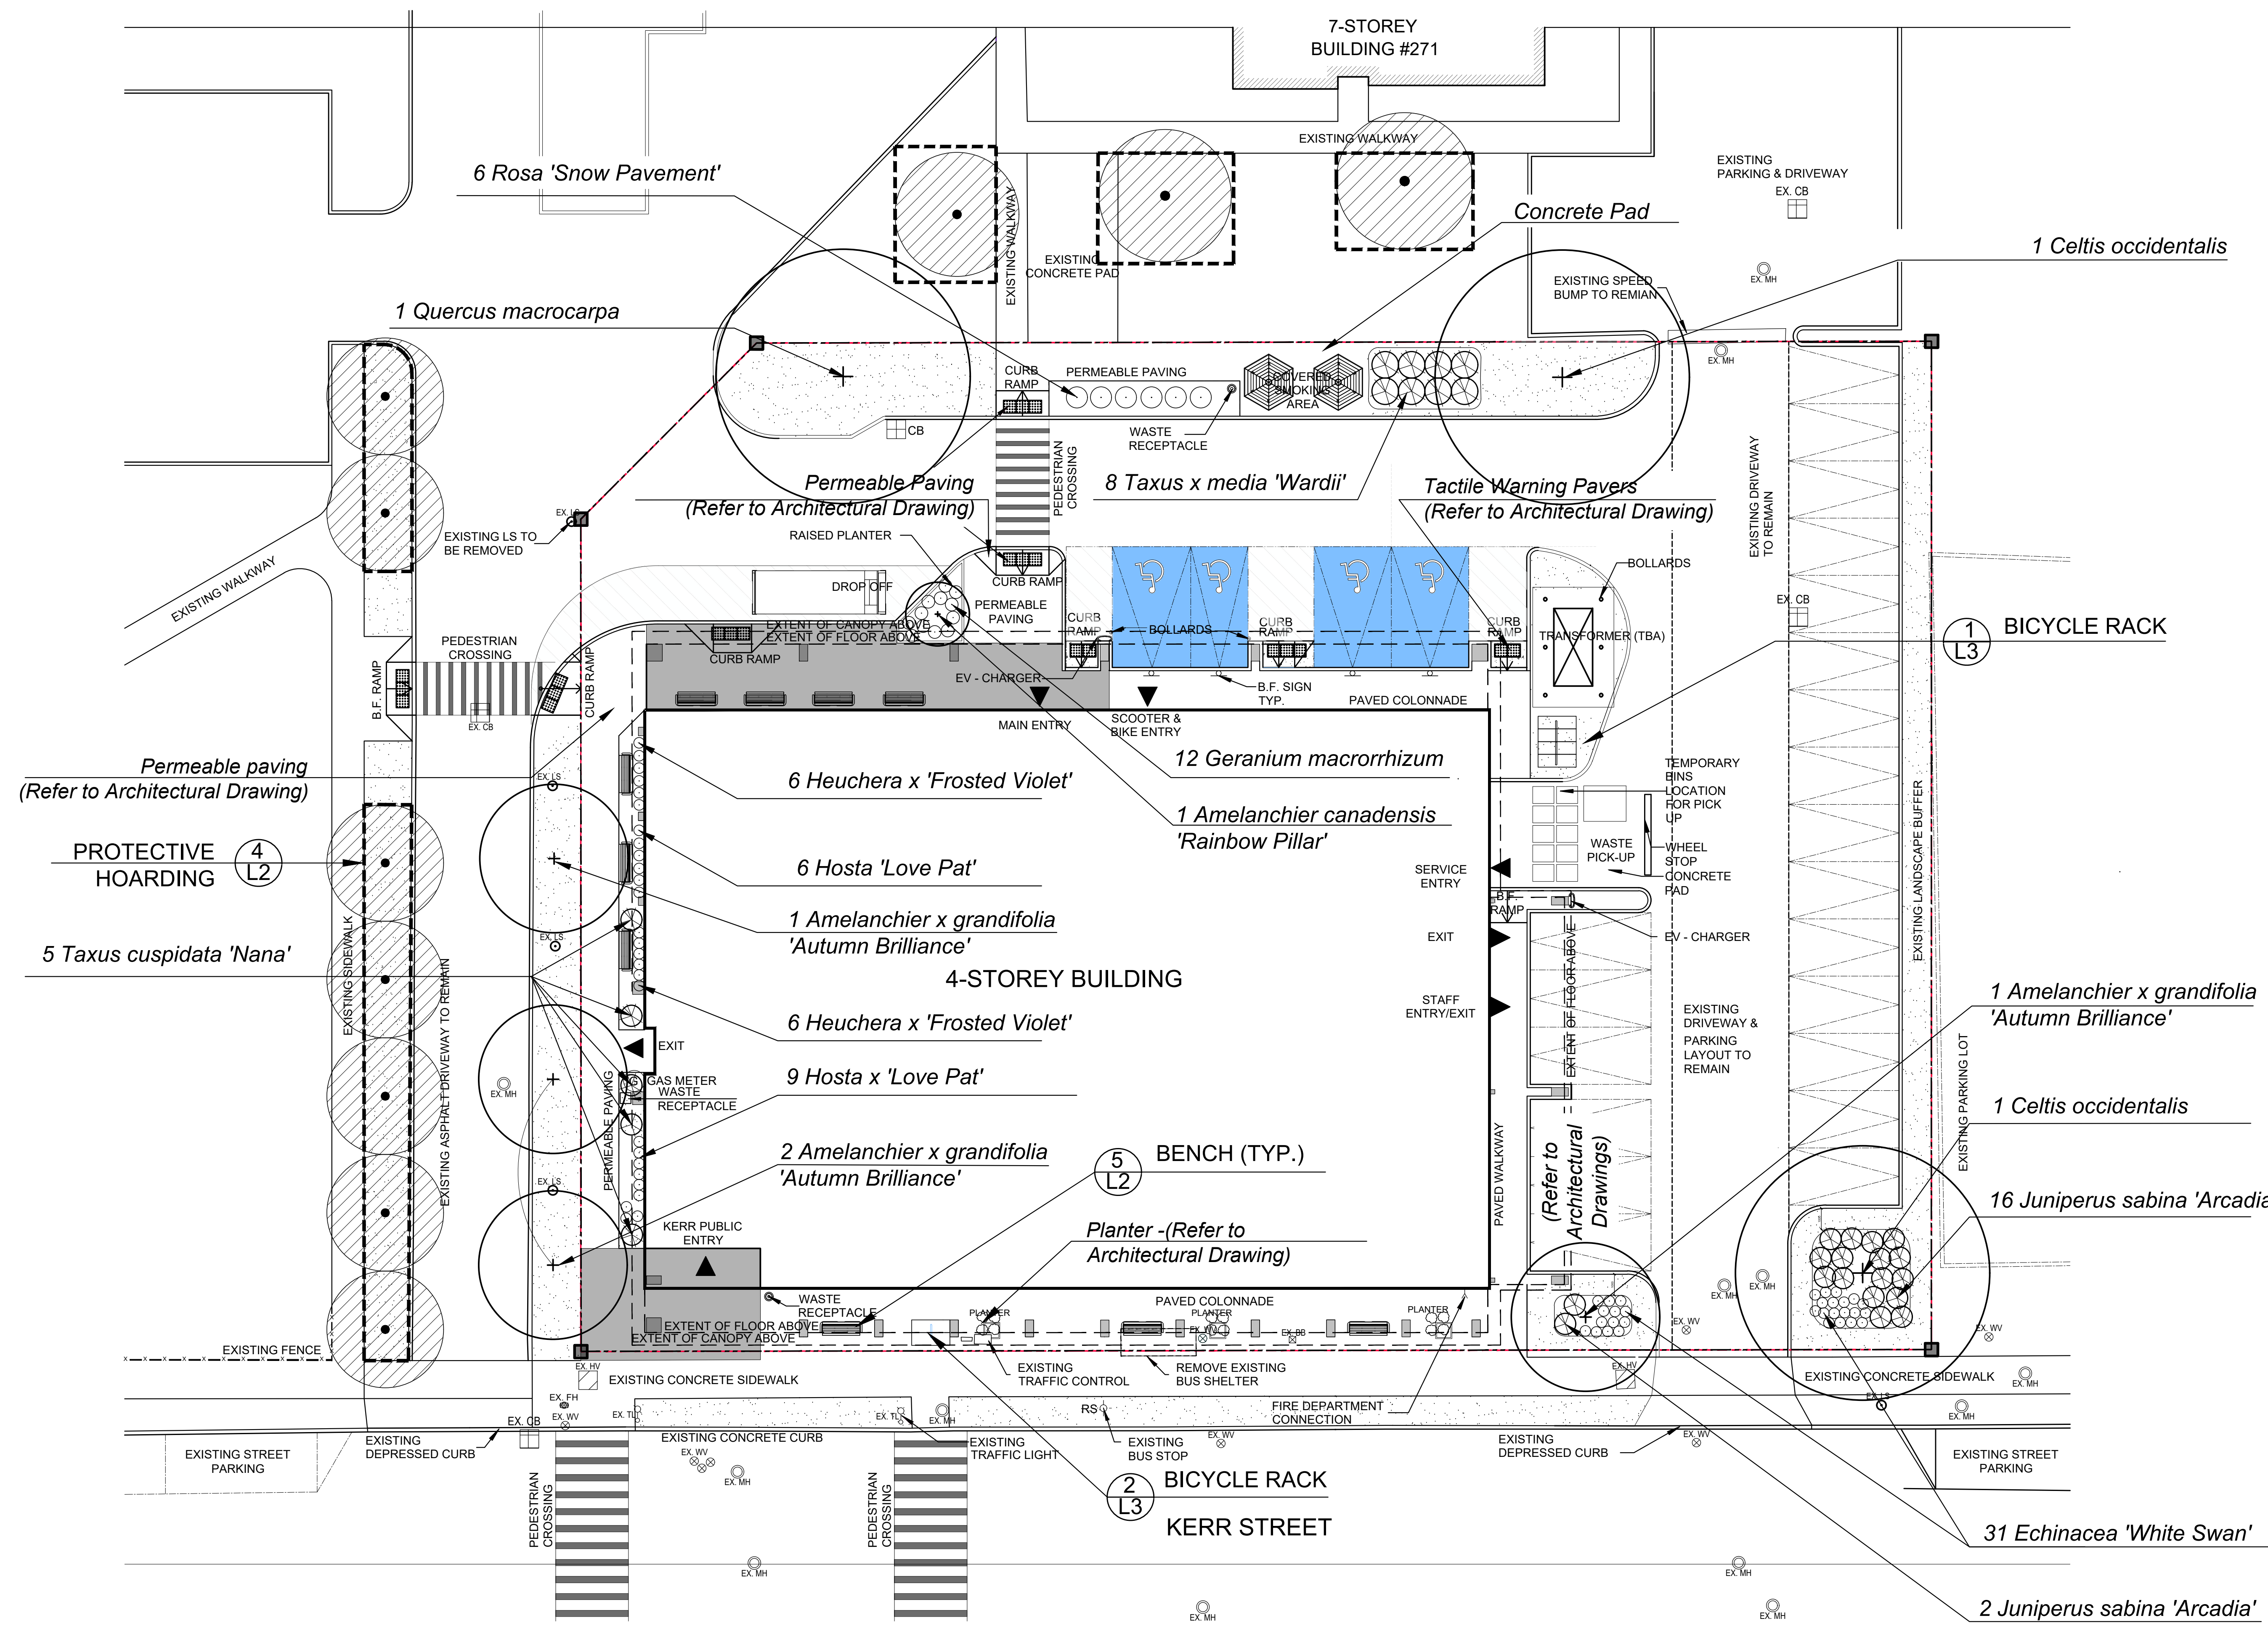 7-STOREY
BUILDING #271
EXISTING WALKWAY
EXISTING
PARKING & DRIVEWAY
EX. CB
6 Rosa 'Snow Pavement'
EXISTING WALKWAY
Concrete Pad
1 Celtis occidentalis
EXISTING
CONCRETE PAD
EX. MH
EXISTING SPEED
BUMP TO REMIAN
1 Quercus macrocarpa
EX. MH
CURB
RAMP
PERMEABLE PAVING
COVERED
SMOKING
AREA
CB
WASTE
RECEPTACLE
PEDESTRIAN
CROSSING
EXISTING DRIVEWAY
TO REMAIN
Permeable Paving
(Refer to Architectural Drawing)
8 Taxus x media 'Wardii'
Tactile Warning Pavers
(Refer to Architectural Drawing)
EX. LS
EXISTING LS TO
BE REMOVED
RAISED PLANTER
EXISTING WALKWAY
DROP OFF
CURB RAMP
BOLLARDS
PERMEABLE
PAVING
EX. CB
EXTENT OF CANOPY ABOVE
EXTENT OF FLOOR ABOVE
CURB
RAMP
BOLLARDS
CURB
RAMP
CURB
RAMP
TRANSFORMER (TBA)
1
L3
BICYCLE RACK
PEDESTRIAN
CROSSING
CURB RAMP
B.F. RAMP
CURB RAMP
EV - CHARGER
B.F. SIGN
TYP.
PAVED COLONNADE
EX. CB
MAIN ENTRY
SCOOTER &
BIKE ENTRY
Permeable paving
(Refer to Architectural Drawing)
EX. LS
6 Heuchera x 'Frosted Violet'
12 Geranium macrorrhizum
TEMPORARY
BINS
LOCATION
FOR PICK
UP
EXISTING LANDSCAPE BUFFER
1 Amelanchier canadensis
'Rainbow Pillar'
PROTECTIVE
HOARDING
4
L2
WASTE
PICK-UP
WHEEL
STOP
CONCRETE
PAD
6 Hosta 'Love Pat'
SERVICE
ENTRY
B.F.
RAMP
EXISTING SIDEWALK
1 Amelanchier x grandifolia
'Autumn Brilliance'
EX. LS
EXIT
EV - CHARGER
5 Taxus cuspidata 'Nana'
EXISTING ASPHALT DRIVEWAY TO REMAIN
4-STOREY BUILDING
EXTENT OF FLOOR ABOVE
STAFF
ENTRY/EXIT
1 Amelanchier x grandifolia
'Autumn Brilliance'
6 Heuchera x 'Frosted Violet'
EXISTING
DRIVEWAY &
PARKING
LAYOUT TO
REMAIN
EXIT
EX. MH
G
GAS METER
WASTE
RECEPTACLE
9 Hosta x 'Love Pat'
EXISTING PARKING LOT
1 Celtis occidentalis
PERMEABLE PAVING
2 Amelanchier x grandifolia
'Autumn Brilliance'
5
L2
BENCH (TYP.)
PAVED WALKWAY
(Refer to
Architectural
Drawings)
EX. LS
16 Juniperus sabina 'Arcadia
KERR PUBLIC
ENTRY
Planter -(Refer to
Architectural Drawing)
EX. MH
EX. MH
WASTE
RECEPTACLE
PAVED COLONNADE
PLANTER
PLANTER
PLANTER
EXTENT OF FLOOR ABOVE
EXTENT OF CANOPY ABOVE
EX. WV
EX. BB
EX. WV
EX. WV
EXISTING FENCE
EX. HV
EXISTING CONCRETE SIDEWALK
EXISTING
TRAFFIC CONTROL
REMOVE EXISTING
BUS SHELTER
EX. HV
EXISTING CONCRETE SIDEWALK
EX. MH
EX. LS
EX. FH
EX. WV
EX. TL
EX. TL
EX. MH
RS
FIRE DEPARTMENT
CONNECTION
EX. MH
EX. CB
EXISTING
DEPRESSED CURB
EXISTING CONCRETE CURB
EXISTING
TRAFFIC LIGHT
EXISTING
BUS STOP
EX. WV
EXISTING
DEPRESSED CURB
EX. WV
EXISTING STREET
PARKING
EX. WV
EX. MH
EXISTING STREET
PARKING
PEDESTRIAN
CROSSING
PEDESTRIAN
CROSSING
2
L3
BICYCLE RACK
KERR STREET
31 Echinacea 'White Swan'
EX. MH
EX. MH
EX. MH
EX. MH
2 Juniperus sabina 'Arcadia'